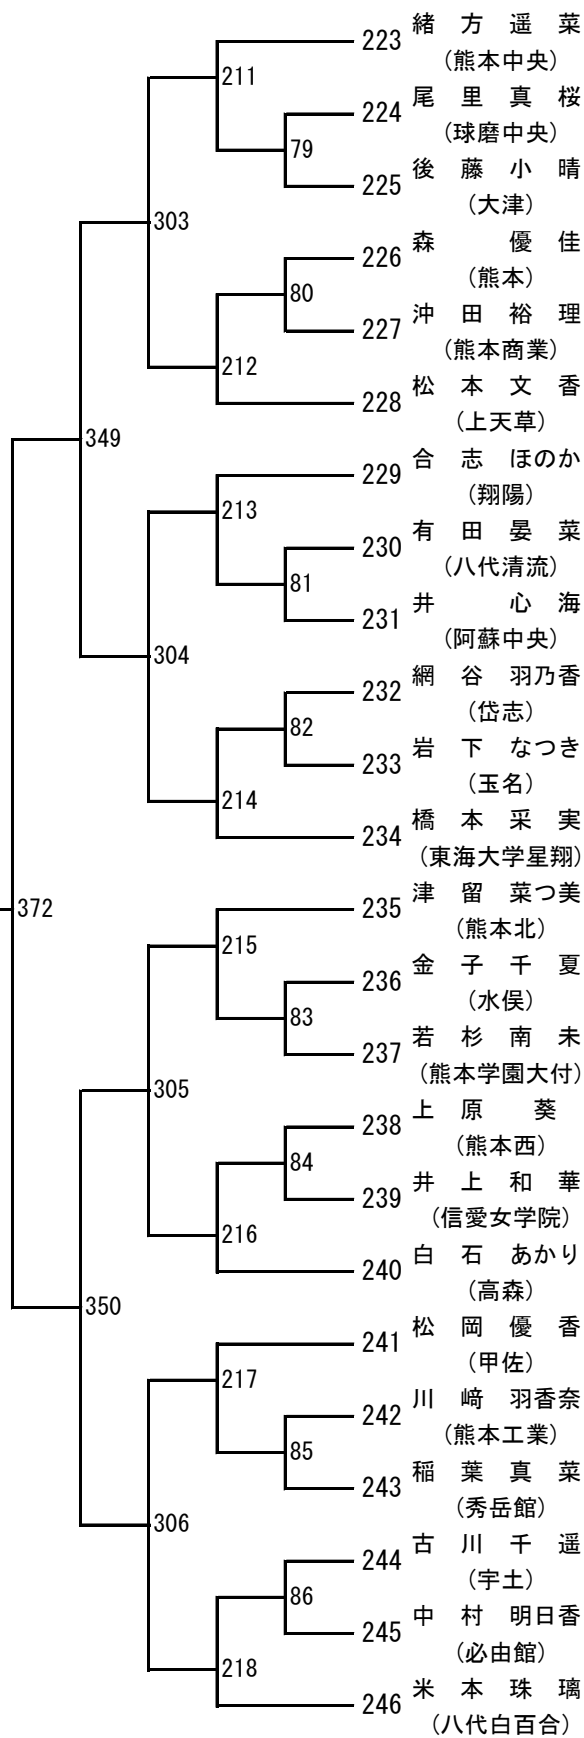 緒 方 遥 菜
223
(熊本中央)
211
尾 里 真 桜
224
(球磨中央)
79
後 藤 小 晴
225
(大津)
303
森 優 佳
226
(熊本)
80
沖 田 裕 理
227
(熊本商業)
212
松 本 文 香
228
(上天草)
349
合 志 ほのか
229
(翔陽)
213
有 田 晏 菜
230
(八代清流)
81
井 心 海
231
(阿蘇中央)
304
網 谷 羽乃香
232
(岱志)
82
岩 下 なつき
233
(玉名)
214
橋 本 采 実
234
(東海大学星翔)
372
津 留 菜つ美
235
(熊本北)
215
金 子 千 夏
236
(水俣)
83
若 杉 南 未
237
(熊本学園大付)
305
上 原 葵
238
(熊本西)
84
井 上 和 華
239
(信愛女学院)
216
白 石 あかり
240
(高森)
350
松 岡 優 香
241
(甲佐)
217
川 﨑 羽香奈
242
(熊本工業)
85
稲 葉 真 菜
243
(秀岳館)
306
古 川 千 遥
244
(宇土)
86
中 村 明日香
245
(必由館)
218
米 本 珠 璃
246
(八代白百合)